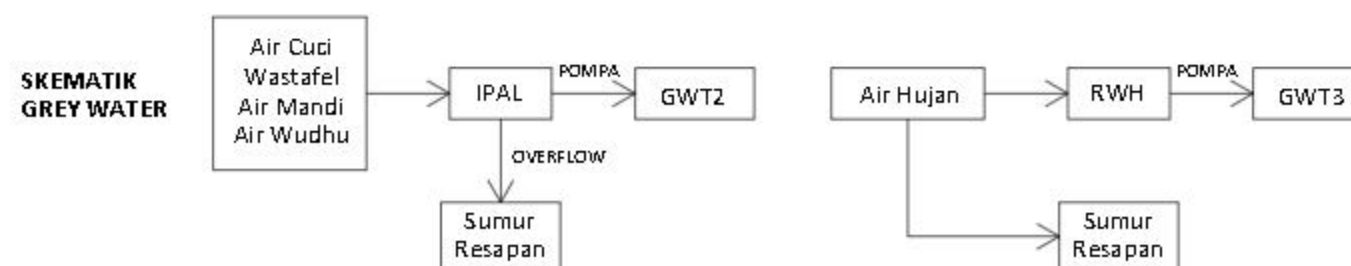 SKEMATIK
GREY WATER
Air Cuci
Wastafel
Air Mandi
Air Wudhu
IPAL
POMPA
GWT2
OVERFLOW
Sumur
Resapan
Air Hujan
RWH
POMPA
GWT3
Sumur
Resapan